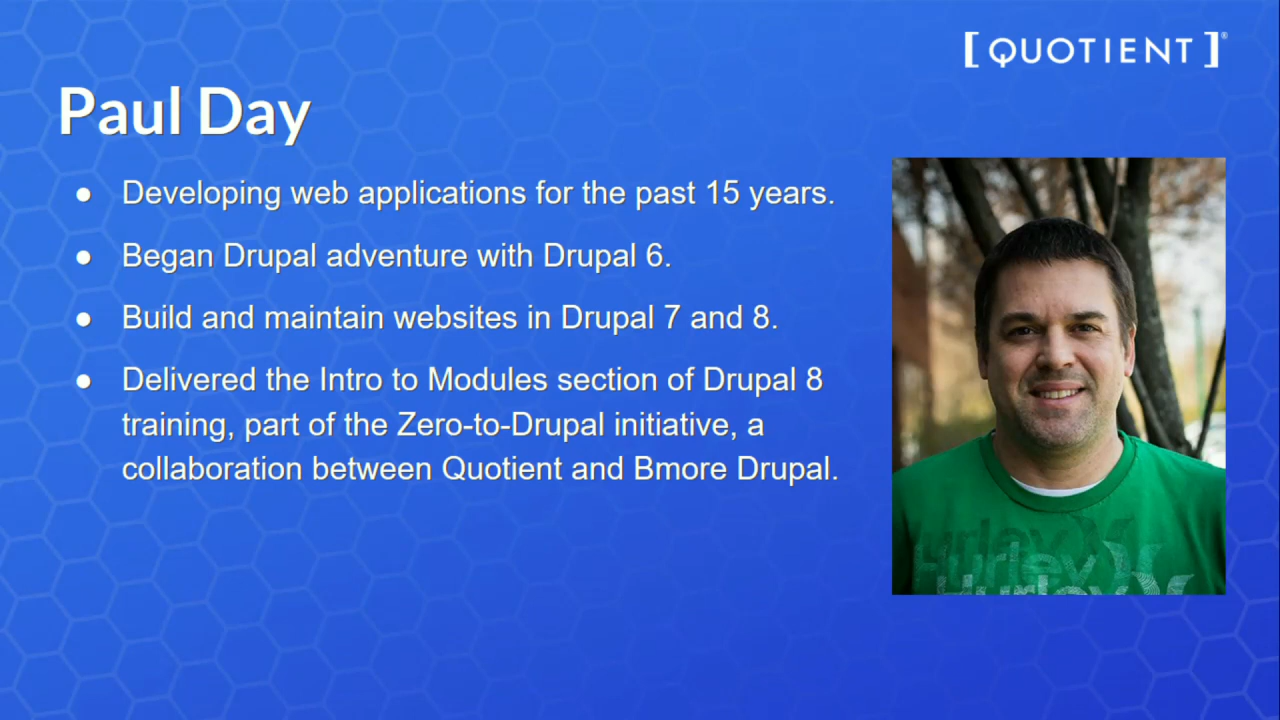 [ QUOTIENT ]®
Paul Day
● Developing web applications for the past 15 years.
● Began Drupal adventure with Drupal 6.
● Build and maintain websites in Drupal 7 and 8.
● Delivered the Intro to Modules section of Drupal 8
training, part of the Zero-to-Drupal initiative, a
collaboration between Quotient and Bmore Drupal.
Hurley
Hurley
Hurley